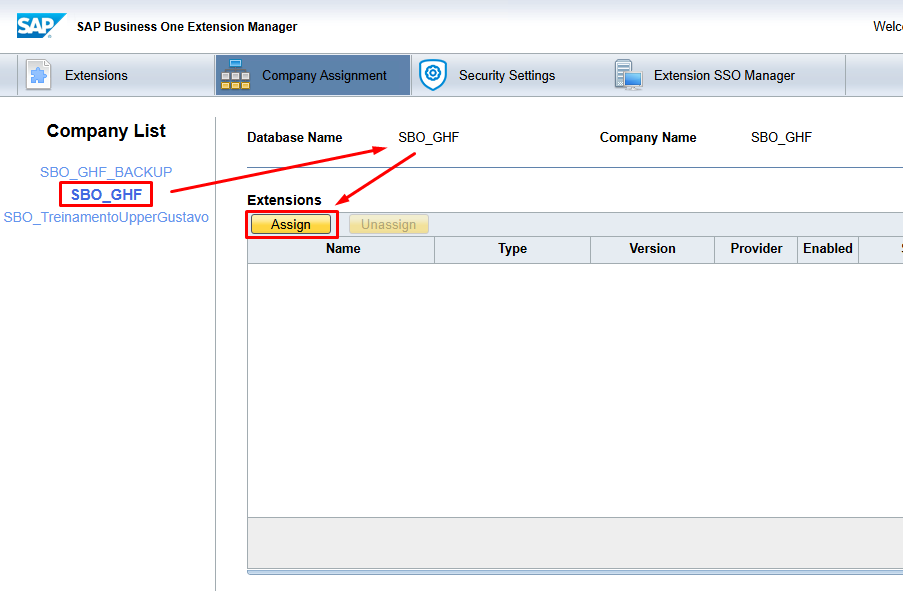 SAP SAP Business One Extension Manager Welc
Extensions Company Assignment Security Settings Extension SSO Manager
Company List
SBO_GHF_BACKUP
SBO_GHF
SBO_TreinamentoUpperGustavo
Database Name SBO_GHF Company Name SBO_GHF
Extensions
Assign Unassign
Name Type Version Provider Enabled